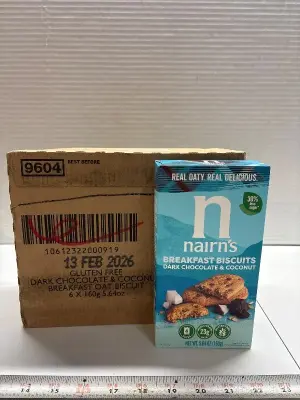 9604
BEST BEFORE
10612322000919
13 FEB 2026
GLUTEN FREE
DARK CHOCOLATE & COCONUT
BREAKFAST OAT BISCUIT
6 X 160g 5.64oz
REAL OATY. REAL DELICIOUS.
n
nairn's
BREAKFAST BISCUITS
DARK CHOCOLATE & COCONUT